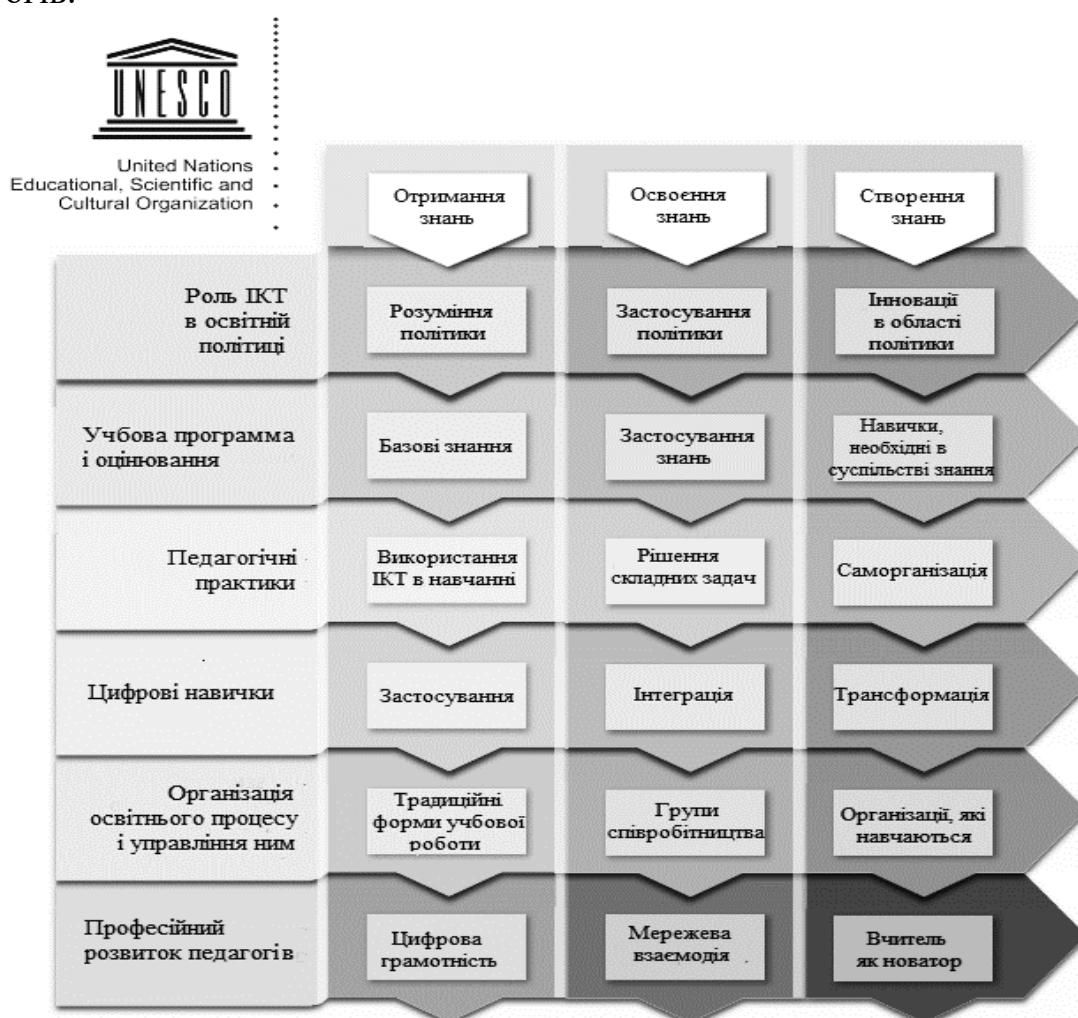 UNESCO
United Nations
Educational, Scientific and
Cultural Organization
Отримання
знань
Освоєння
знань
Створення
знань
Роль ІКТ
в освітній
політиці
Розуміння
політики
Застосування
політики
Інновації
в області
політики
Учбова программа
і оцінювання
Базові знання
Застосування
знань
Навички,
необхідні в
суспільстві знання
Педагогічні
практики
Використання
ІКТ в навчанні
Рішення
складних задач
Саморганізація
Цифрові навички
Застосування
Інтеграція
Трансформація
Організація
освітнього процесу
і управління ним
Традиційні
форми учбової
роботи
Групи
співробітництва
Організації, які
навчаються
Професійний
розвиток педагогів
Цифрова
грамотність
Мережева
взаємодія
Вчитель
як новатор